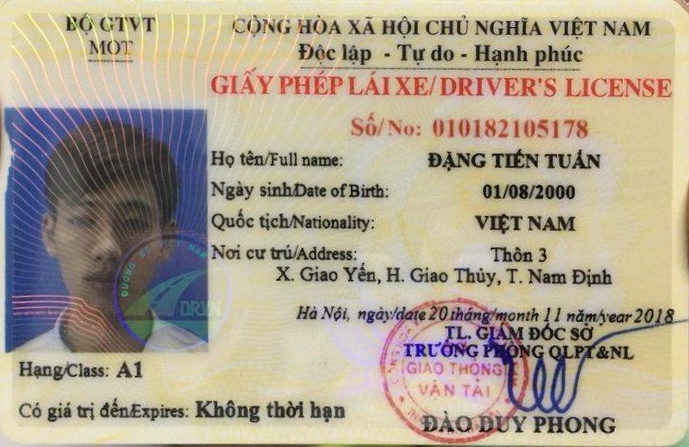 BỘ GTVT
MOT
CỘNG HÒA XÃ HỘI CHỦ NGHĨA VIỆT NAM
Độc lập - Tự do - Hạnh phúc
GIẤY PHÉP LÁI XE/ DRIVER'S LICENSE
Số/No: 010182105178
Họ tên/Full name: ĐẶNG TIẾN TUẤN
Ngày sinh/Date of Birth: 01/08/2000
Quốc tịch/Nationality: VIỆT NAM
Nơi cư trú/Address: Thôn 3
X. Giao Yến, H. Giao Thủy, T. Nam Định
Hà Nội, ngày/date 20 tháng/month 11 năm/year 2018
TL. GIÁM ĐỐC SỞ
TRƯỞNG PHÒNG QLPT&NL
GIAO THÔNG
VẬN TẢI
ĐÀO DUY PHONG
DRVN
Hạng/Class: A1
Có giá trị đến/Expires: Không thời hạn